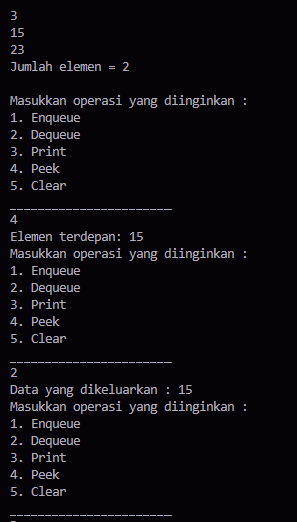 3
15
23
Jumlah elemen = 2
Masukkan operasi yang diinginkan :
1. Enqueue
2. Dequeue
3. Print
4. Peek
5. Clear
_______________________
4
Elemen terdepan: 15
Masukkan operasi yang diinginkan :
1. Enqueue
2. Dequeue
3. Print
4. Peek
5. Clear
_______________________
2
Data yang dikeluarkan : 15
Masukkan operasi yang diinginkan :
1. Enqueue
2. Dequeue
3. Print
4. Peek
5. Clear
_______________________